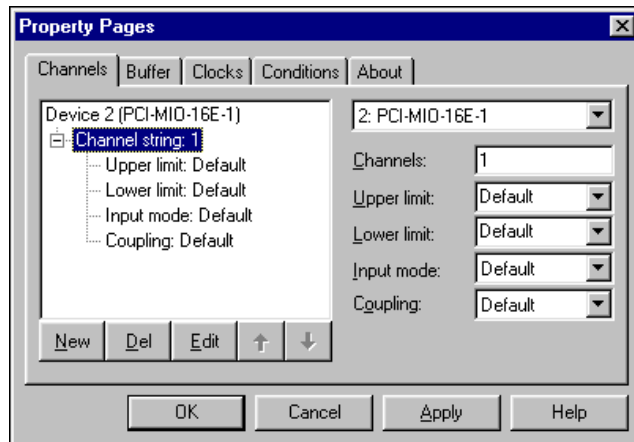 Property Pages
Channels Buffer Clocks Conditions About
Device 2 (PCI-MIO-16E-1)
Channel string: 1
Upper limit: Default
Lower limit: Default
Input mode: Default
Coupling: Default
New Del Edit
2: PCI-MIO-16E-1
Channels: 1
Upper limit: Default
Lower limit: Default
Input mode: Default
Coupling: Default
OK Cancel Apply Help